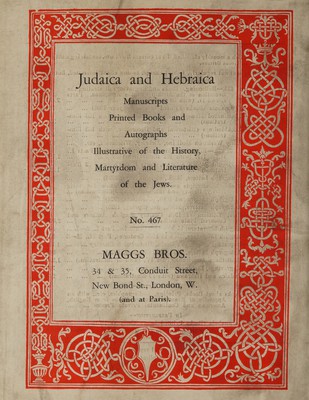 Judaica and Hebraica
Manuscripts
Printed Books and
Autographs
Illustrative of the History,
Martyrdom and Literature
of the Jews.
No. 467
MAGGS BROS.
34 & 35, Conduit Street,
New Bond St., London, W.
(and at Paris).